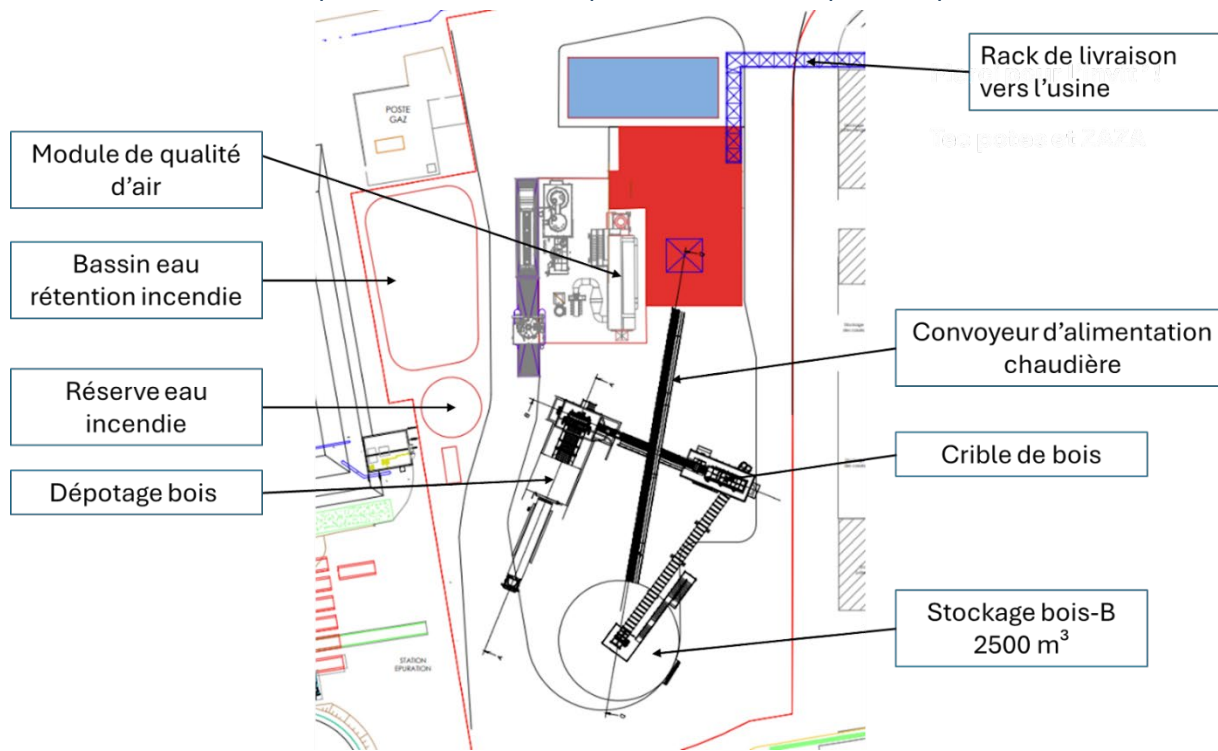 Rack de livraison
vers l’usine
POSTE
GAZ
Module de qualité
d’air
Bassin eau
rétention incendie
Convoyeur d’alimentation
chaudière
Réserve eau
incendie
Crible de bois
Dépotage bois
Stockage bois-B
2500 m³
STATION
EPURATION